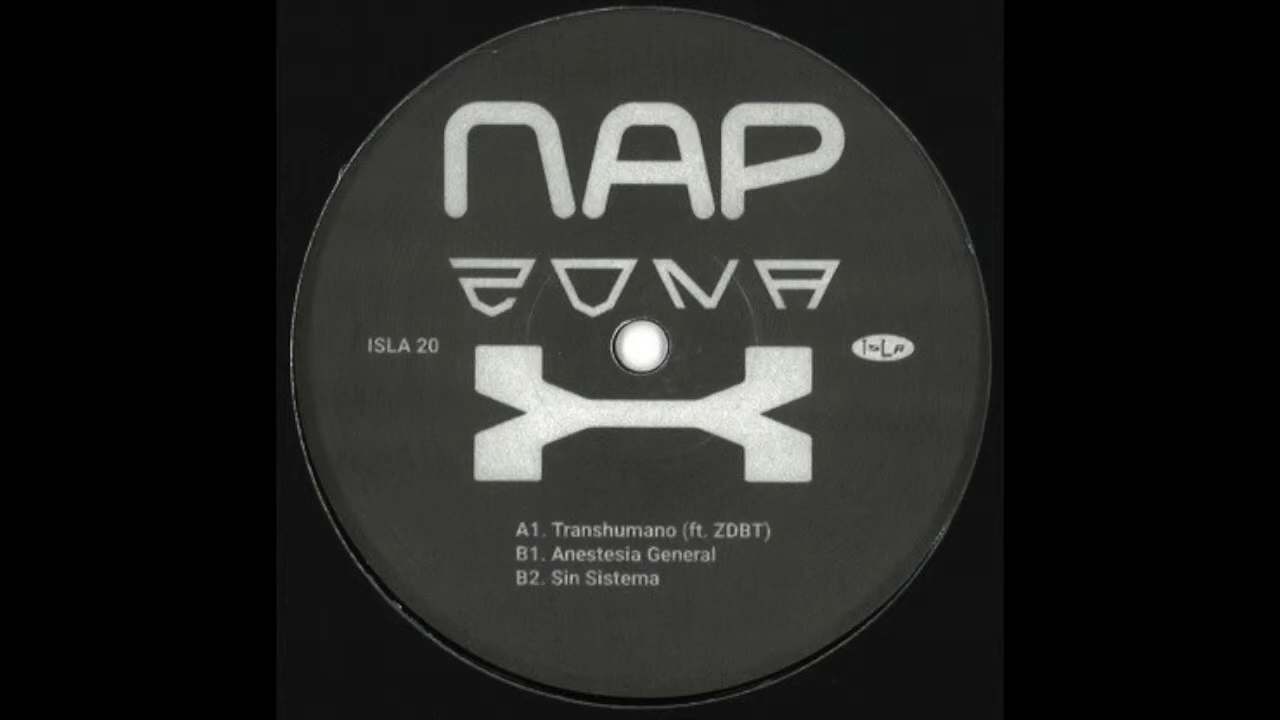 NAP
ZONA
X
ISLA 20
isLa
A1. Transhumano (ft. ZDBT)
B1. Anestesia General
B2. Sin Sistema